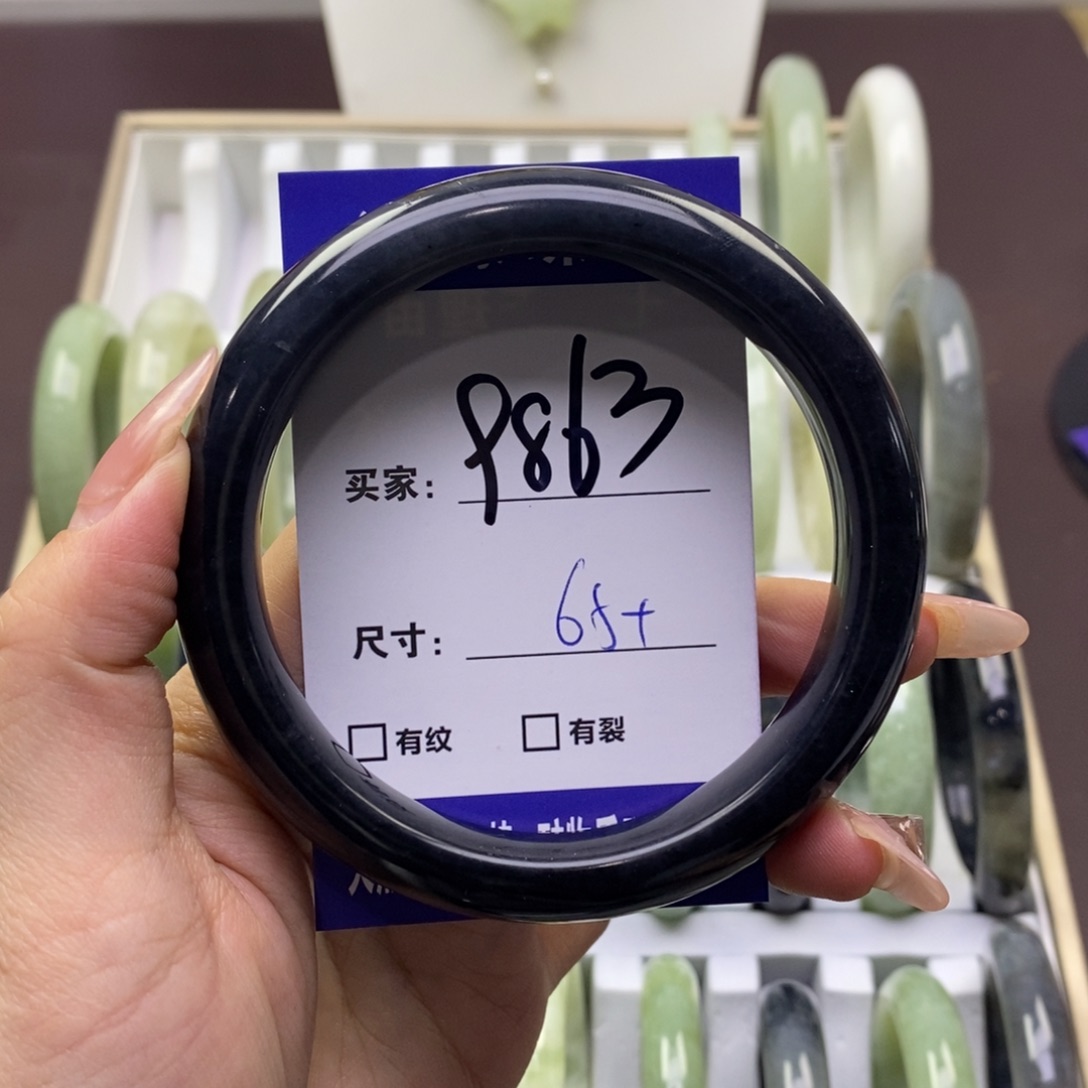 买家: 9863
尺寸: 65+
□有纹 □有裂